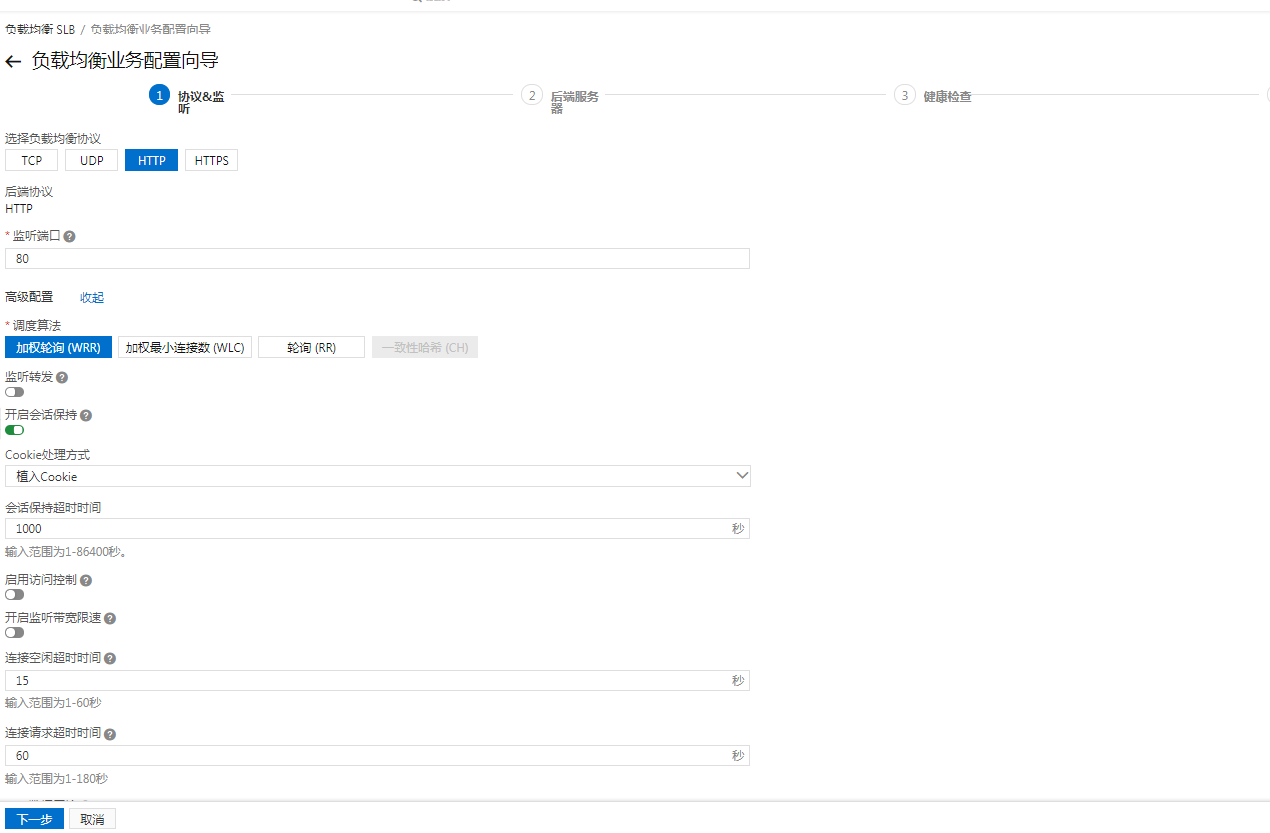 负载均衡 SLB / 负载均衡业务配置向导
← 负载均衡业务配置向导
1 协议&监听
2 后端服务器
3 健康检查
选择负载均衡协议
TCP UDP HTTP HTTPS
后端协议
HTTP
* 监听端口 ?
80
高级配置 收起
* 调度算法
加权轮询 (WRR) 加权最小连接数 (WLC) 轮询 (RR) 一致性哈希 (CH)
监听转发 ?
开启会话保持 ?
Cookie处理方式
植入Cookie
会话保持超时时间
1000 秒
输入范围为1-86400秒。
启用访问控制 ?
开启监听带宽限速 ?
连接空闲超时时间 ?
15 秒
输入范围为1-60秒
连接请求超时时间 ?
60 秒
输入范围为1-180秒
下一步 取消